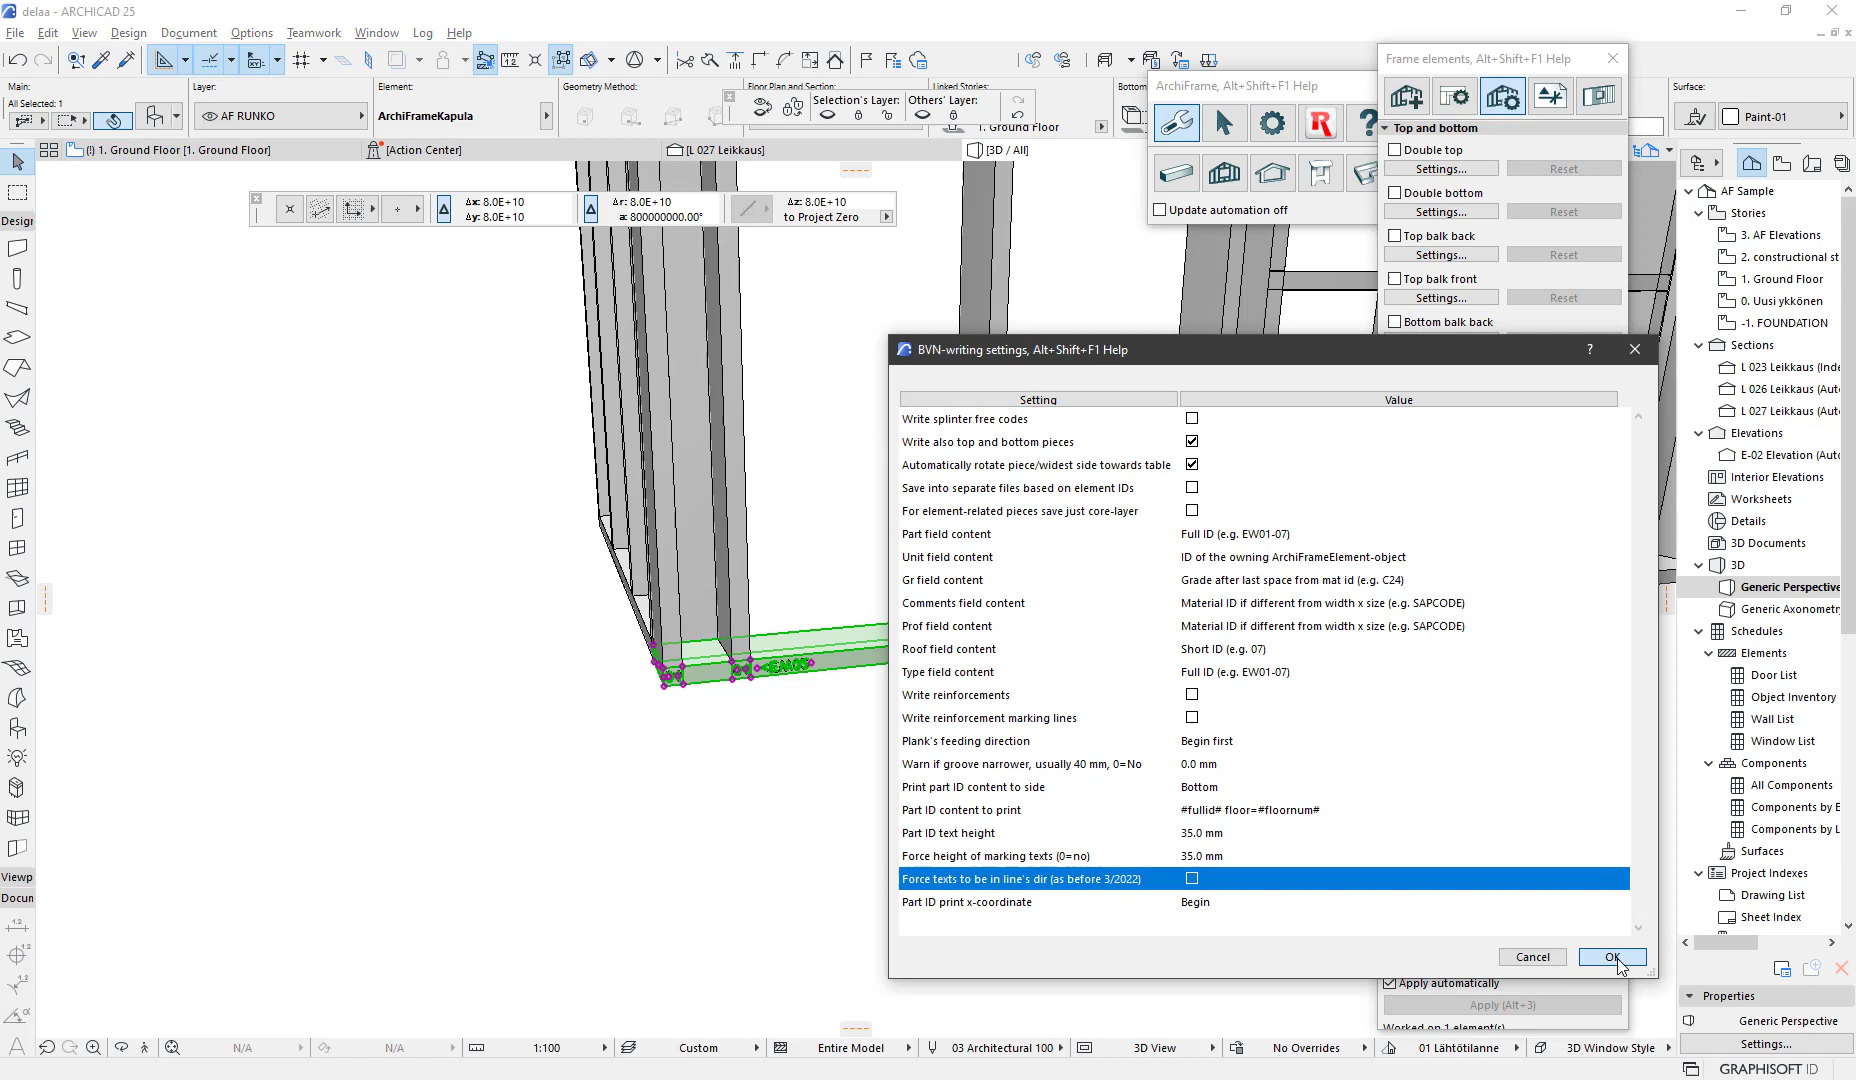 delaa - ARCHICAD 25
File Edit View Design Document Options Teamwork Window Log Help
Main:
All Selected: 1
Layer:
AF RUNKO
Element:
ArchiFrameKapula
Geometry Method:
Floor Plan and Section:
Linked Stories:
1. Ground Floor
Bottom
Surface:
Paint-01
Selection's Layer:
Others' Layer:
(!) 1. Ground Floor [1. Ground Floor]
[Action Center]
[L 027 Leikkaus]
[3D / All]
Δx: 8.0E+10
Δy: 8.0E+10
Δr: 8.0E+10
a: 800000000.00°
Δz: 8.0E+10
to Project Zero
ArchiFrame, Alt+Shift+F1 Help
Update automation off
Frame elements, Alt+Shift+F1 Help
Top and bottom
Double top
Settings... Reset
Double bottom
Settings... Reset
Top balk back
Settings... Reset
Top balk front
Settings... Reset
Bottom balk back
BVN-writing settings, Alt+Shift+F1 Help
Setting Value
Write splinter free codes
Write also top and bottom pieces
Automatically rotate piece/widest side towards table
Save into separate files based on element IDs
For element-related pieces save just core-layer
Part field content Full ID (e.g. EW01-07)
Unit field content ID of the owning ArchiFrameElement-object
Gr field content Grade after last space from mat id (e.g. C24)
Comments field content Material ID if different from width x size (e.g. SAPCODE)
Prof field content Material ID if different from width x size (e.g. SAPCODE)
Roof field content Short ID (e.g. 07)
Type field content Full ID (e.g. EW01-07)
Write reinforcements
Write reinforcement marking lines
Plank's feeding direction Begin first
Warn if groove narrower, usually 40 mm, 0=No 0.0 mm
Print part ID content to side Bottom
Part ID content to print #fullid# floor=#floornum#
Part ID text height 35.0 mm
Force height of marking texts (0=no) 35.0 mm
Force texts to be in line's dir (as before 3/2022)
Part ID print x-coordinate Begin
Cancel OK
Apply automatically
Apply (Alt+3)
Worked on 1 element(s)
AF Sample
Stories
3. AF Elevations
2. constructional st
1. Ground Floor
0. Uusi ykkönen
-1. FOUNDATION
Sections
L 023 Leikkaus (Inde
L 026 Leikkaus (Auto
L 027 Leikkaus (Auto
Elevations
E-02 Elevation (Auto
Interior Elevations
Worksheets
Details
3D Documents
3D
Generic Perspective
Generic Axonometr
Schedules
Elements
Door List
Object Inventory
Wall List
Window List
Components
All Components
Components by E
Components by L
Surfaces
Project Indexes
Drawing List
Sheet Index
Properties
Generic Perspective
Settings...
Design
Viewp
Docun
N/A N/A 1:100 Custom Entire Model 03 Architectural 100 3D View No Overrides 01 Lähtötilanne 3D Window Style
GRAPHISOFT ID